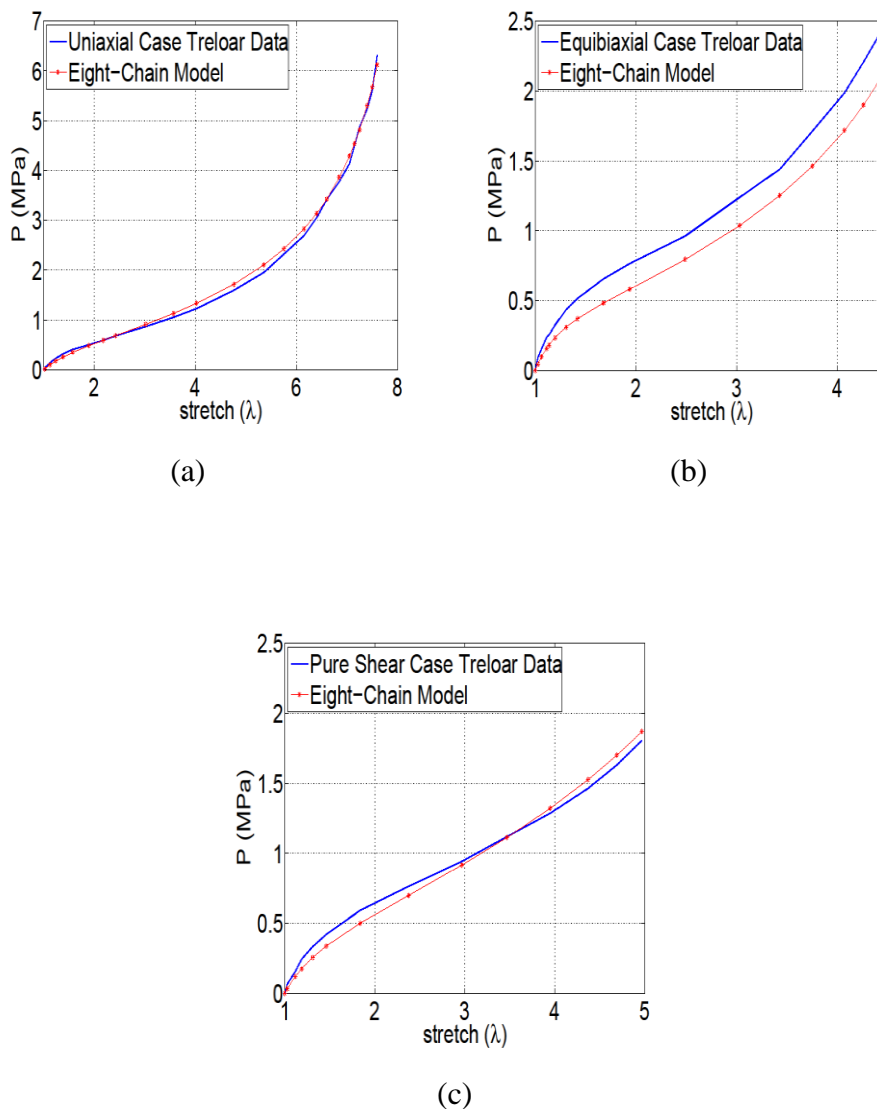 Uniaxial Case Treloar Data
Eight-Chain Model
7
6
5
4
3
2
1
0
2
4
6
8
P (MPa)
stretch (λ)
(a)
Equibiaxial Case Treloar Data
Eight-Chain Model
2.5
2
1.5
1
0.5
0
1
2
3
4
P (MPa)
stretch (λ)
(b)
Pure Shear Case Treloar Data
Eight-Chain Model
2.5
2
1.5
1
0.5
0
1
2
3
4
5
P (MPa)
stretch (λ)
(c)